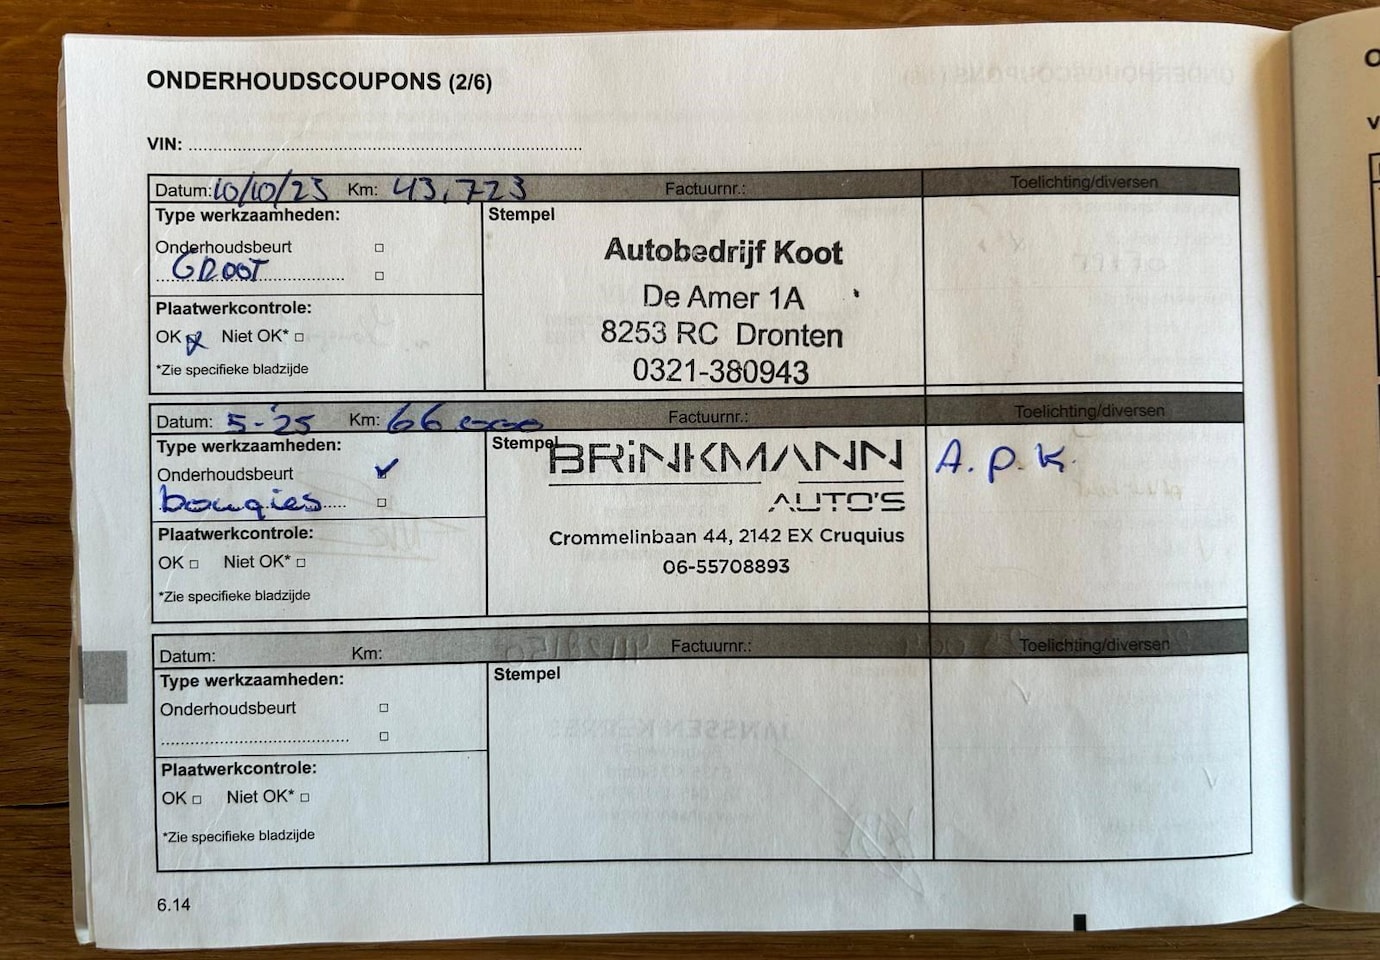 ONDERHOUDSCOUPONS (2/6)
VIN:
Datum: 10/10/23 Km: 43.723 Factuurnr.: Toelichting/diversen
Type werkzaamheden: Stempel
Onderhoudsbeurt
GROOT
Autobedrijf Koot
De Amer 1A
8253 RC Dronten
0321-380943
Plaatwerkcontrole:
OK Niet OK*
*Zie specifieke bladzijde
Datum: 5-'25 Km: 66.000 Factuurnr.: Toelichting/diversen
Type werkzaamheden: Stempel
Onderhoudsbeurt
bougies
BRINKMANN
AUTO'S
Crommelinbaan 44, 2142 EX Cruquius
06-55708893
A.P.K.
Plaatwerkcontrole:
OK Niet OK*
*Zie specifieke bladzijde
Datum: Km: Factuurnr.: Toelichting/diversen
Type werkzaamheden: Stempel
Onderhoudsbeurt
Plaatwerkcontrole:
OK Niet OK*
*Zie specifieke bladzijde
6.14